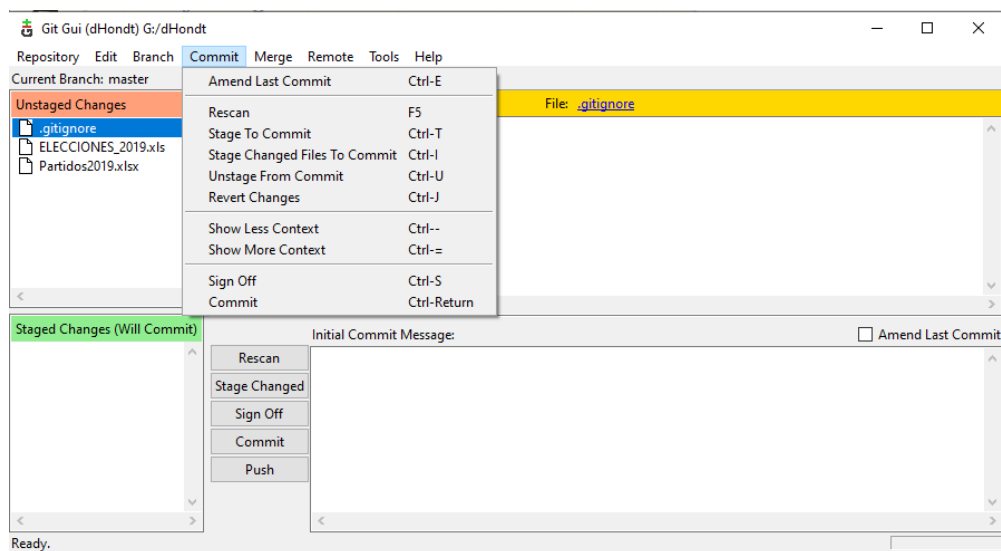 Git Gui (dHondt) G:/dHondt
Repository Edit Branch Commit Merge Remote Tools Help
Current Branch: master
Unstaged Changes
File: .gitignore
.gitignore
ELECCIONES_2019.xls
Partidos2019.xlsx
Amend Last Commit Ctrl-E
Rescan F5
Stage To Commit Ctrl-T
Stage Changed Files To Commit Ctrl-I
Unstage From Commit Ctrl-U
Revert Changes Ctrl-J
Show Less Context Ctrl--
Show More Context Ctrl-=
Sign Off Ctrl-S
Commit Ctrl-Return
Staged Changes (Will Commit)
Initial Commit Message:
Amend Last Commit
Rescan
Stage Changed
Sign Off
Commit
Push
Ready.